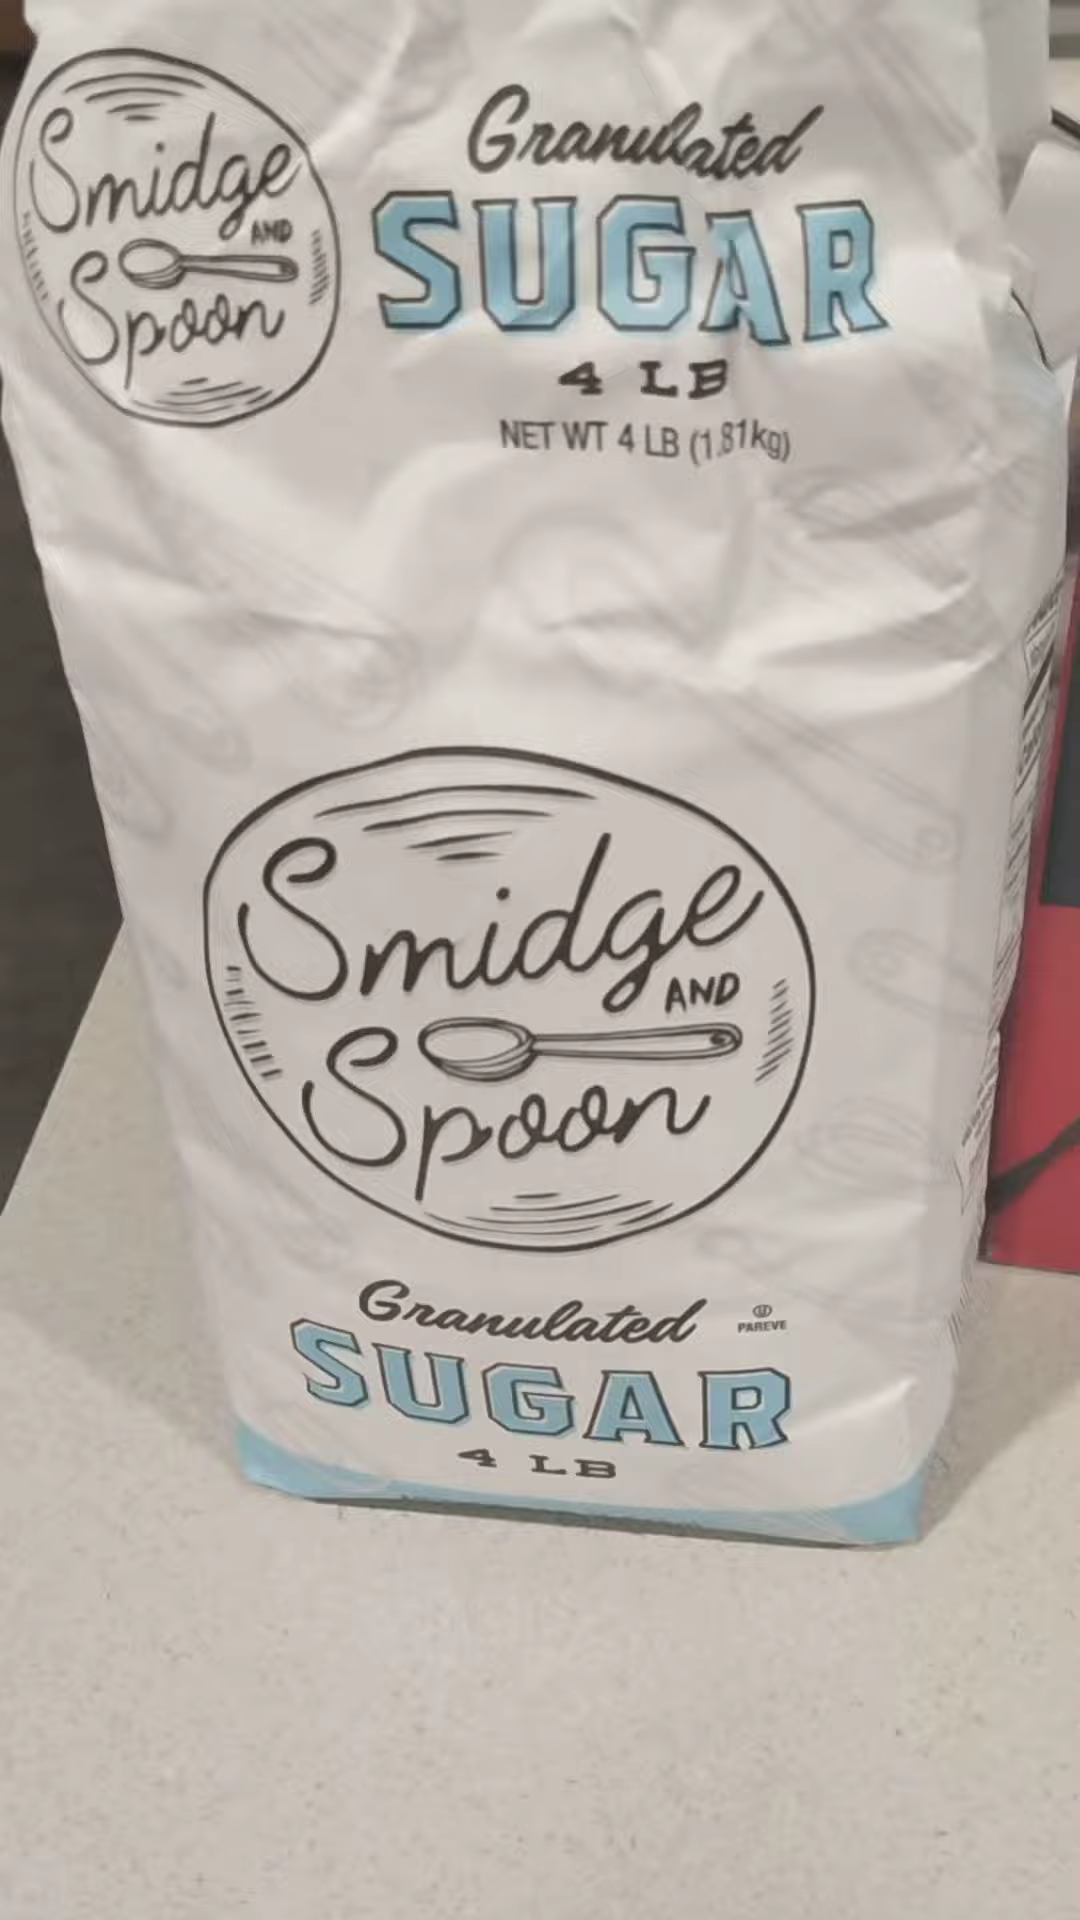 Smidge
AND
Spoon
Granulated
SUGAR
4 LB
NET WT 4 LB (1.81kg)
Smidge
AND
Spoon
Granulated
U
PAREVE
SUGAR
4 LB